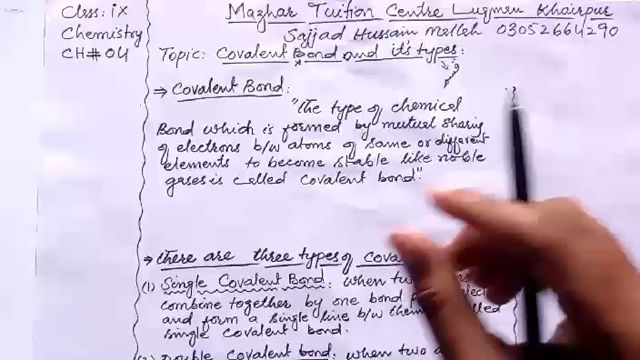 Class: iX
Mazhar Tuition Centre Luqman Khairpur
Chemistry
Sajjad Hussain Melleh 03052664290
CH#04
Topic: Covalent Bond and it's types:
⇒ Covalent Bond:
"The type of chemical
Bond which is formed by mutual sharing
of electrons b/w atoms of same or different
elements to become stable like noble
gases is called covalent bond".
⇒ There are three types of
(1) Single Covalent Bond: when two
combine together by one bond
and form a single line b/w
single covalent bond.
(2) Double Covalent bond: when two